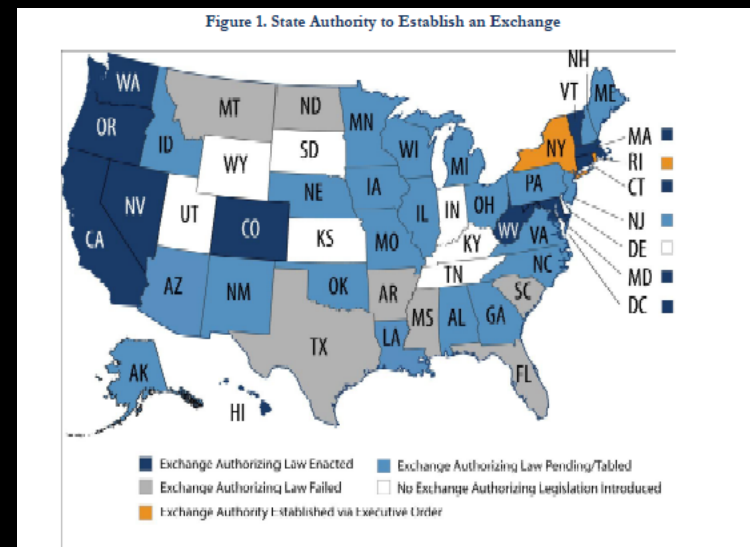 Figure 1. State Authority to Establish an Exchange
NH
WA
VT
ME
MT
ND
MN
OR
MA
ID
WI
NY
RI
SD
MI
WY
CT
PA
NE
IA
NJ
NV
OH
UT
IL
IN
CO
DE
WV
VA
CA
KS
MO
KY
MD
NC
TN
DC
AZ
NM
OK
AR
SC
MS
AL
GA
LA
TX
AK
FL
HI
Exchange Authorizing Law Enacted
Exchange Authorizing Law Pending/Tabled
Exchange Authorizing Law Failed
No Exchange Authorizing Legislation Introduced
Exchange Authority Established via Executive Order